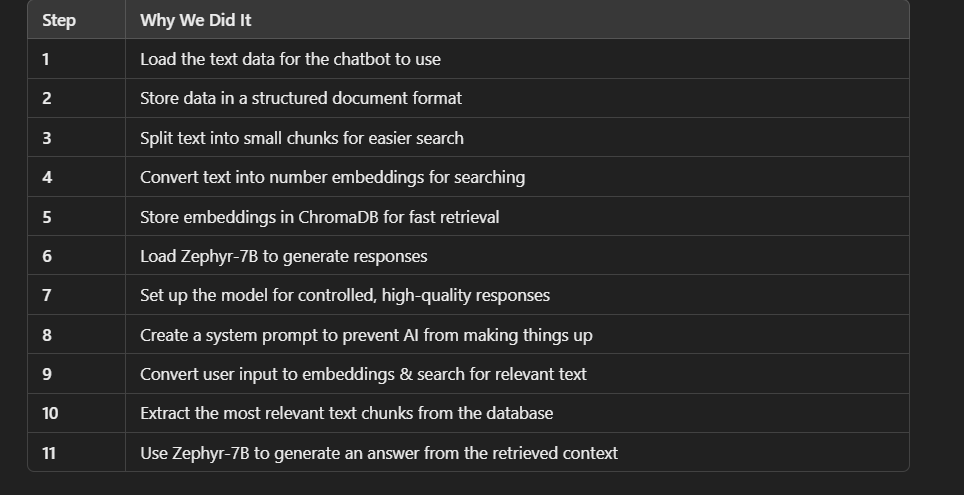 Step Why We Did It
1 Load the text data for the chatbot to use
2 Store data in a structured document format
3 Split text into small chunks for easier search
4 Convert text into number embeddings for searching
5 Store embeddings in ChromaDB for fast retrieval
6 Load Zephyr-7B to generate responses
7 Set up the model for controlled, high-quality responses
8 Create a system prompt to prevent AI from making things up
9 Convert user input to embeddings & search for relevant text
10 Extract the most relevant text chunks from the database
11 Use Zephyr-7B to generate an answer from the retrieved context